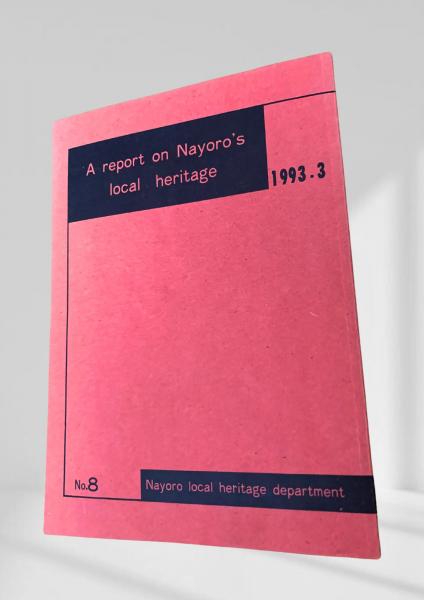 A report on Nayoro's
local heritage
1993.3
No.8
Nayoro local heritage department